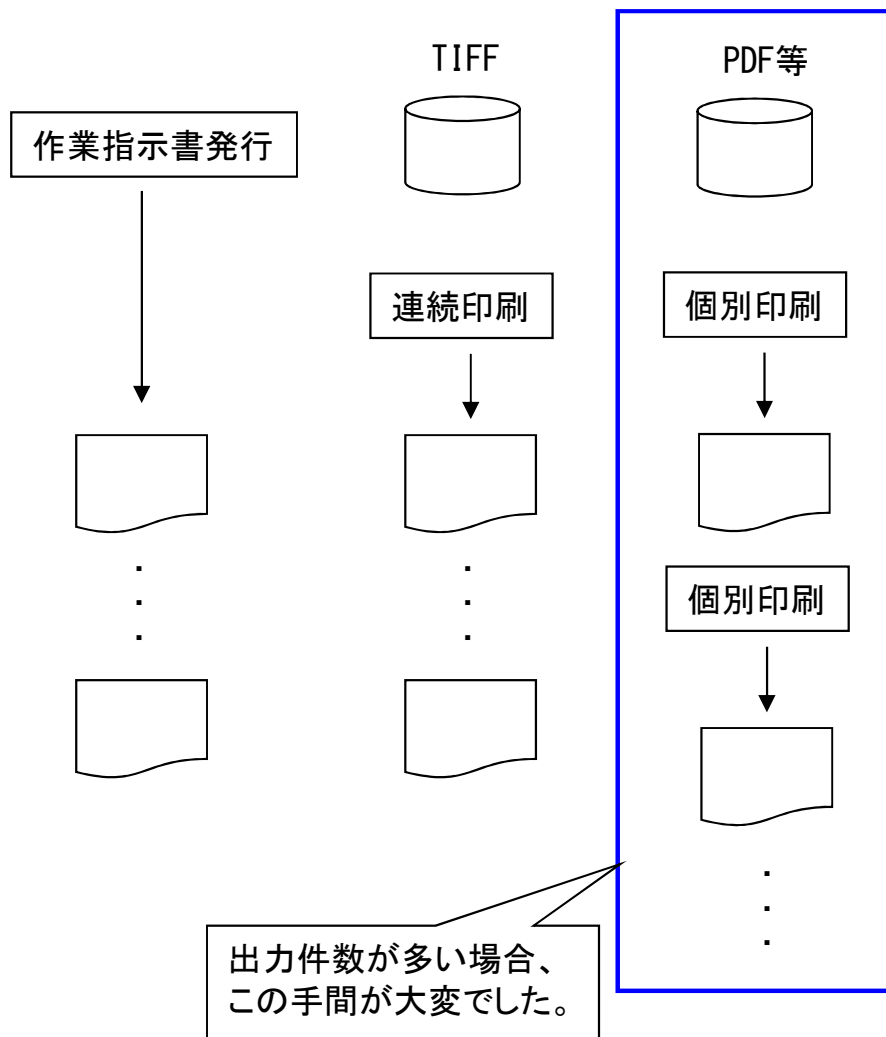 TIFF
PDF等
作業指示書発行
連続印刷
個別印刷
個別印刷
出力件数が多い場合、
この手間が大変でした。